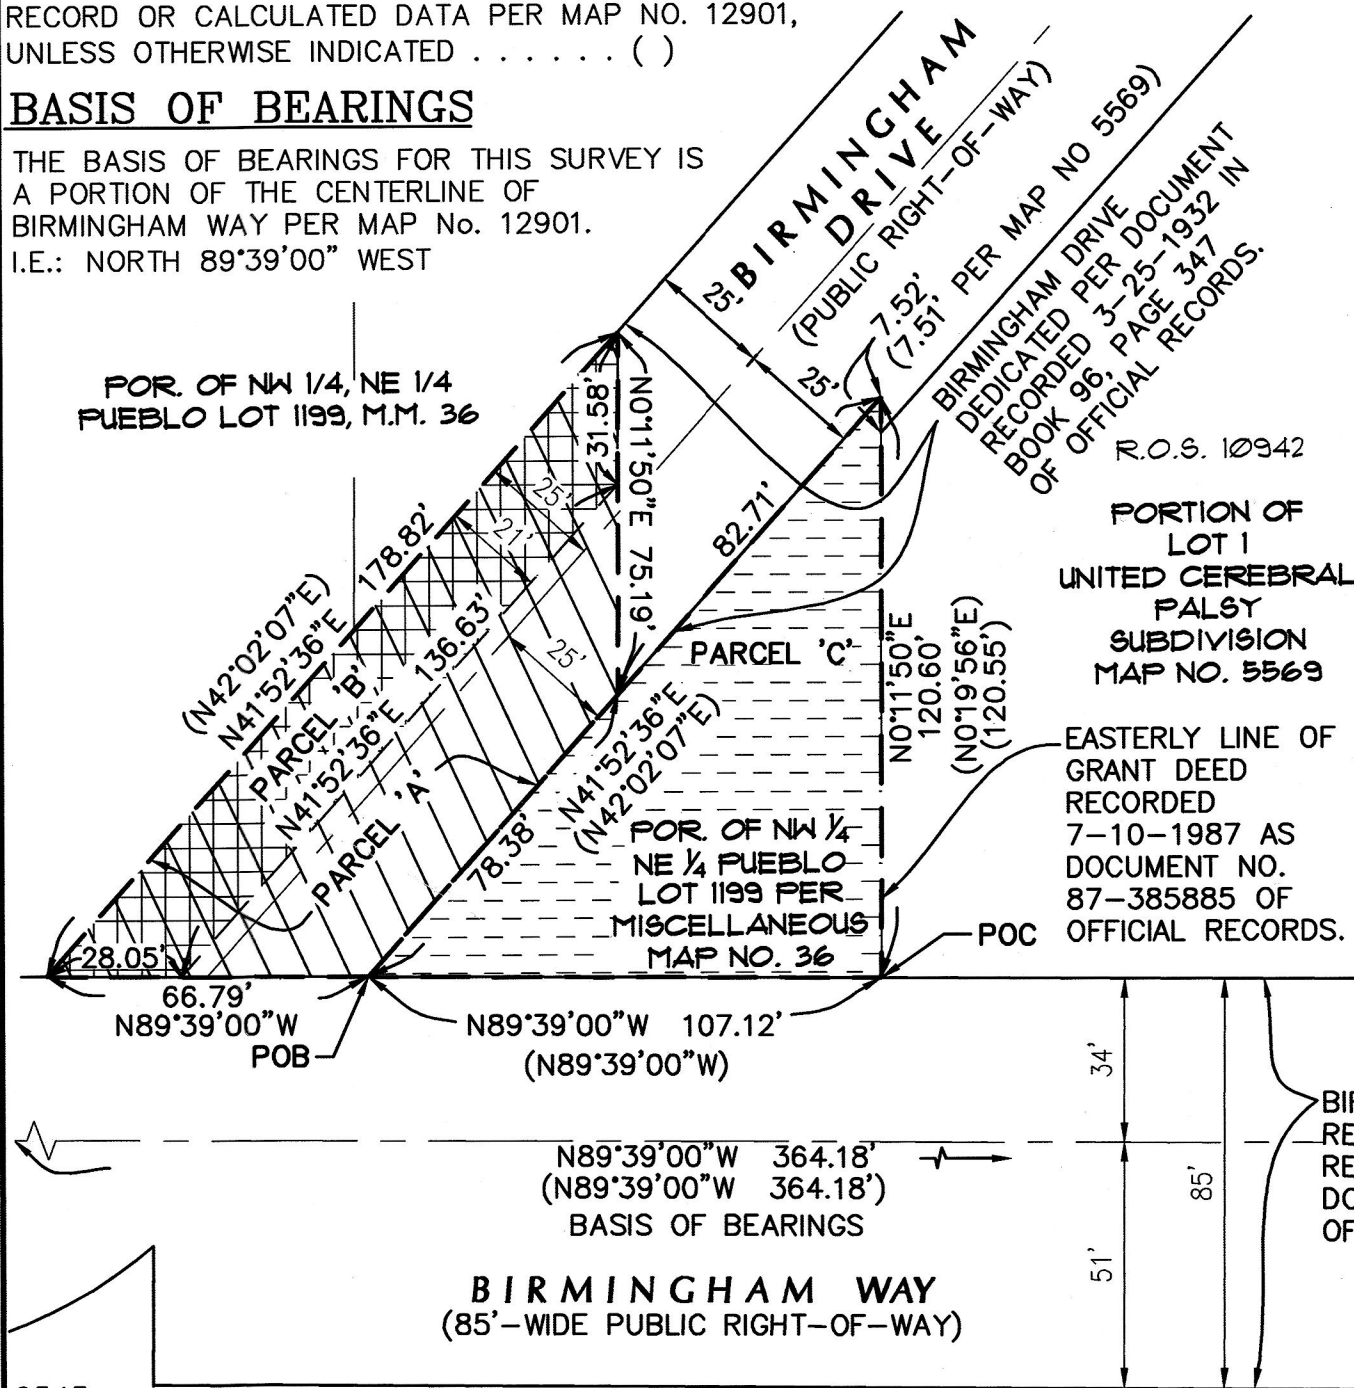 RECORD OR CALCULATED DATA PER MAP NO. 12901,
UNLESS OTHERWISE INDICATED . . . . . . . ( )
BASIS OF BEARINGS
THE BASIS OF BEARINGS FOR THIS SURVEY IS
A PORTION OF THE CENTERLINE OF
BIRMINGHAM WAY PER MAP No. 12901.
I.E.: NORTH 89°39'00" WEST
BIRMINGHAM
DRIVE
(PUBLIC RIGHT-OF-WAY)
25'
25'
7.52'
(7.51' PER MAP NO 5569)
BIRMINGHAM DRIVE
DEDICATED PER DOCUMENT
RECORDED 3-25-1932 IN
BOOK 96, PAGE 347
OF OFFICIAL RECORDS.
POR. OF NW 1/4, NE 1/4
PUEBLO LOT 1199, M.M. 36
R.O.S. 10942
PORTION OF
LOT 1
UNITED CEREBRAL
PALSY
SUBDIVISION
MAP NO. 5569
31.58'
N0°11'50"E 75.19'
25'
21'
25'
82.71'
178.82'
(N42°02'07"E)
N41°52'36"E
PARCEL 'B'
N41°52'36"E 136.63'
PARCEL 'A'
PARCEL 'C'
N0°11'50"E
120.60'
(N0°19'56"E)
(120.55')
78.38'
N41°52'36"E
(N42°02'07"E)
POR. OF NW 1/4
NE 1/4 PUEBLO
LOT 1199 PER
MISCELLANEOUS
MAP NO. 36
EASTERLY LINE OF
GRANT DEED
RECORDED
7-10-1987 AS
DOCUMENT NO.
87-385885 OF
OFFICIAL RECORDS.
POC
28.05'
66.79'
N89°39'00"W
POB
N89°39'00"W 107.12'
(N89°39'00"W)
34'
85'
51'
N89°39'00"W 364.18'
(N89°39'00"W 364.18')
BASIS OF BEARINGS
BIRMINGHAM WAY
(85'-WIDE PUBLIC RIGHT-OF-WAY)
BI
RE
RE
DO
OF